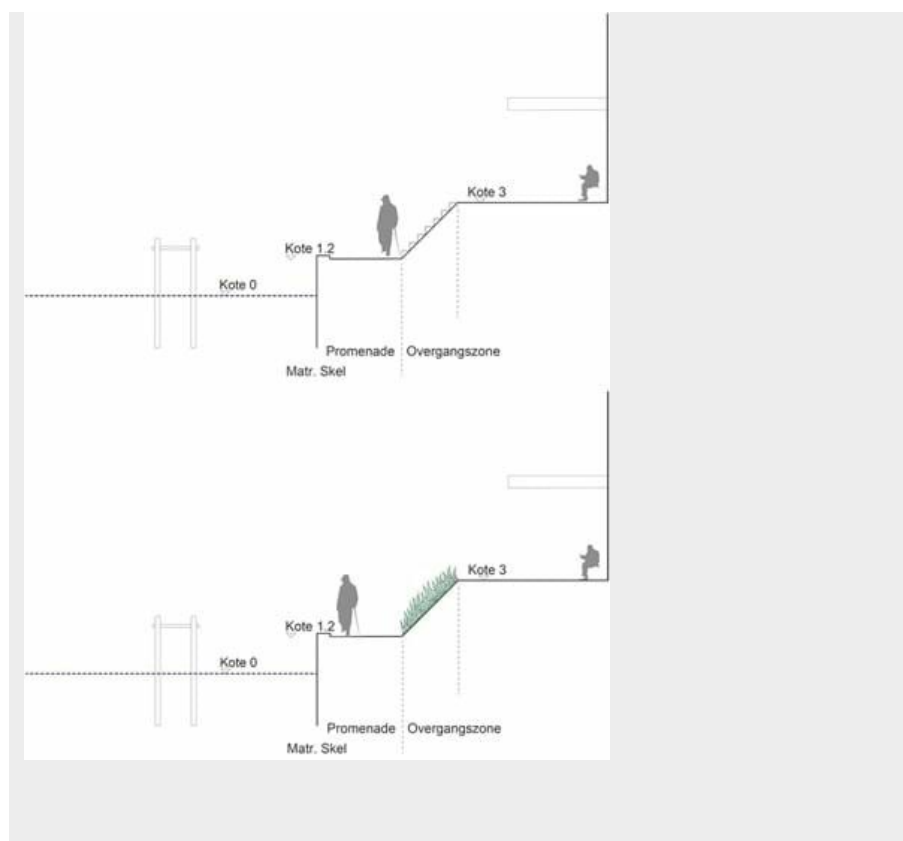 Kote 3
Kote 1.2
Kote 0
Promenade Overgangszone
Matr. Skel
Kote 3
Kote 1.2
Kote 0
Promenade Overgangszone
Matr. Skel